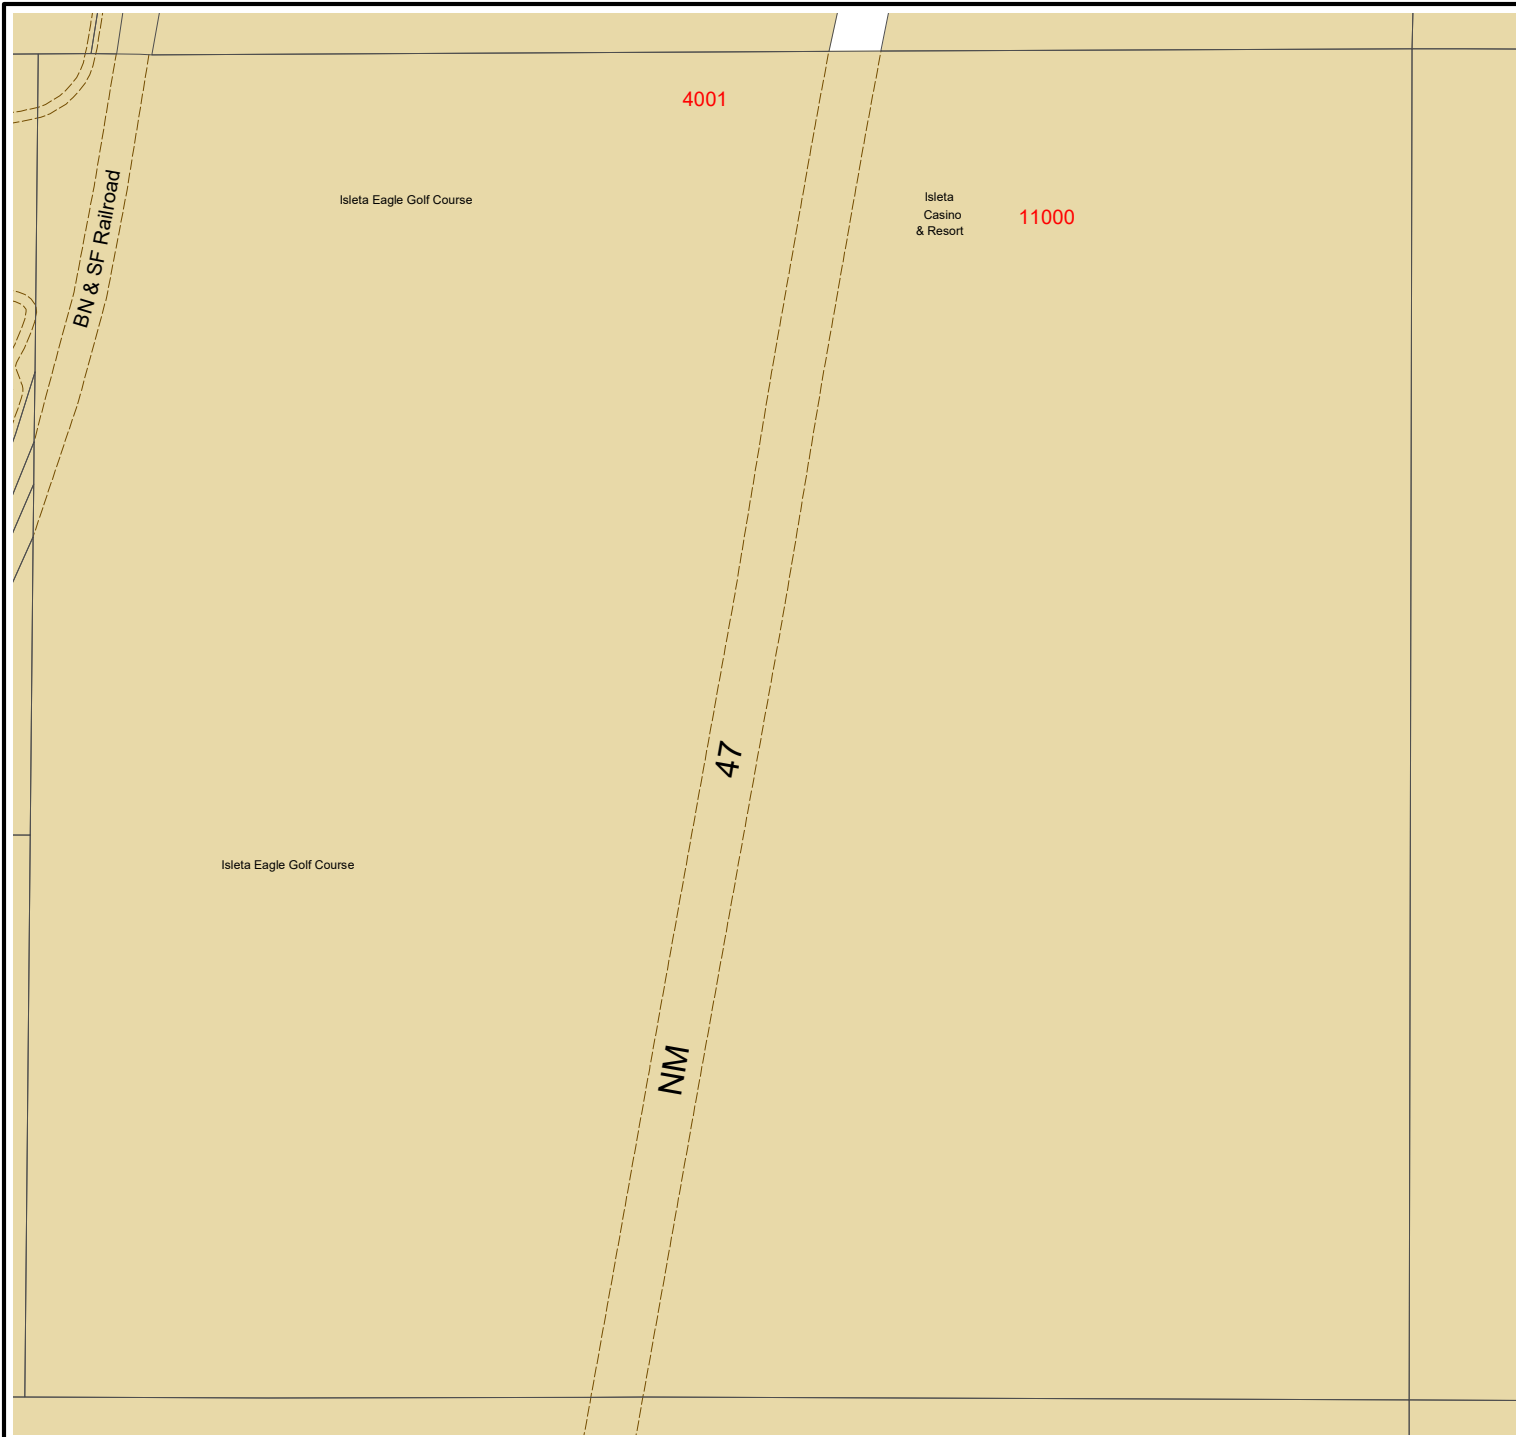 4001
BN & SF Railroad
Isleta Eagle Golf Course
Isleta
Casino
& Resort
11000
47
Isleta Eagle Golf Course
NM